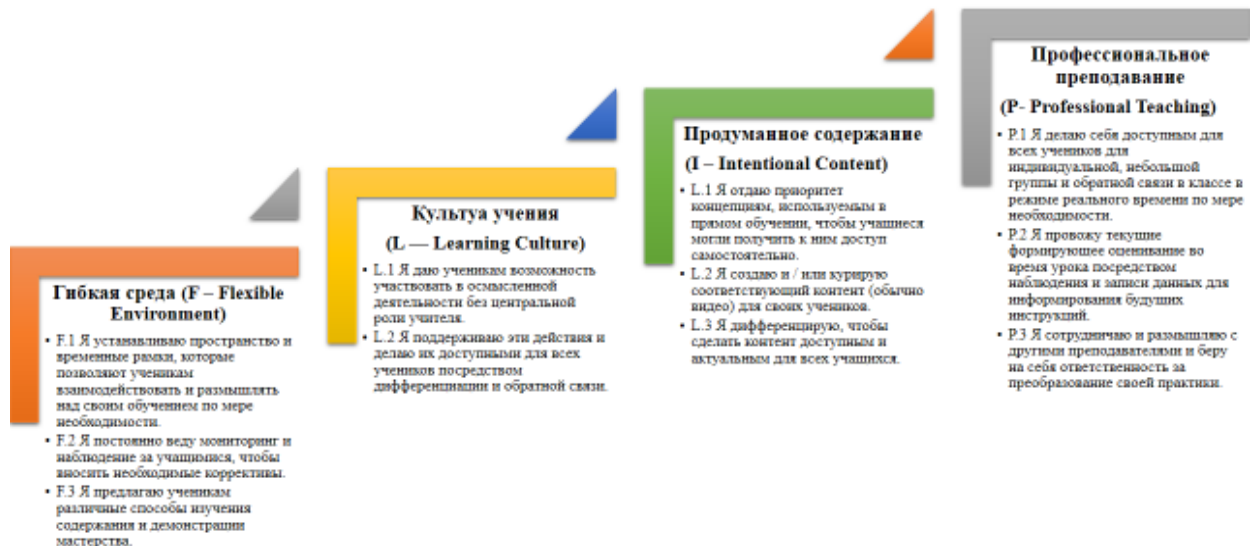 Гибкая среда (F – Flexible
Environment)
• F.1 Я устанавливаю пространство и
временные рамки, которые
позволяют ученикам
взаимодействовать и размышлять
над своим обучением по мере
необходимости.
• F.2 Я постоянно веду мониторинг и
наблюдение за учащимися, чтобы
вносить необходимые коррективы.
• F.3 Я предлагаю ученикам
различные способы изучения
содержания и демонстрации
мастерства.
Культуа учения
(L — Learning Culture)
• L.1 Я даю ученикам возможность
участвовать в осмысленной
деятельности без центральной
роли учителя.
• L.2 Я поддерживаю эти действия и
делаю их доступными для всех
учеников посредством
дифференциации и обратной связи.
Продуманное содержание
(I – Intentional Content)
• L.1 Я отдаю приоритет
концепциям, используемым в
прямом обучении, чтобы учащиеся
могли получить к ним доступ
самостоятельно.
• L.2 Я создаю и / или курирую
соответствующий контент (обычно
видео) для своих учеников.
• L.3 Я дифференцирую, чтобы
сделать контент доступным и
актуальным для всех учащихся.
Профессиональное
преподавание
(P- Professional Teaching)
• P.1 Я делаю себя доступным для
всех учеников для
индивидуальной, небольшой
группы и обратной связи в классе в
режиме реального времени по мере
необходимости.
• P.2 Я провожу текущие
формирующее оценивание во
время урока посредством
наблюдения и записи данных для
информирования будущих
инструкций.
• P.3 Я сотрудничаю и размышляю с
другими преподавателями и беру
на себя ответственность за
преобразование своей практики.